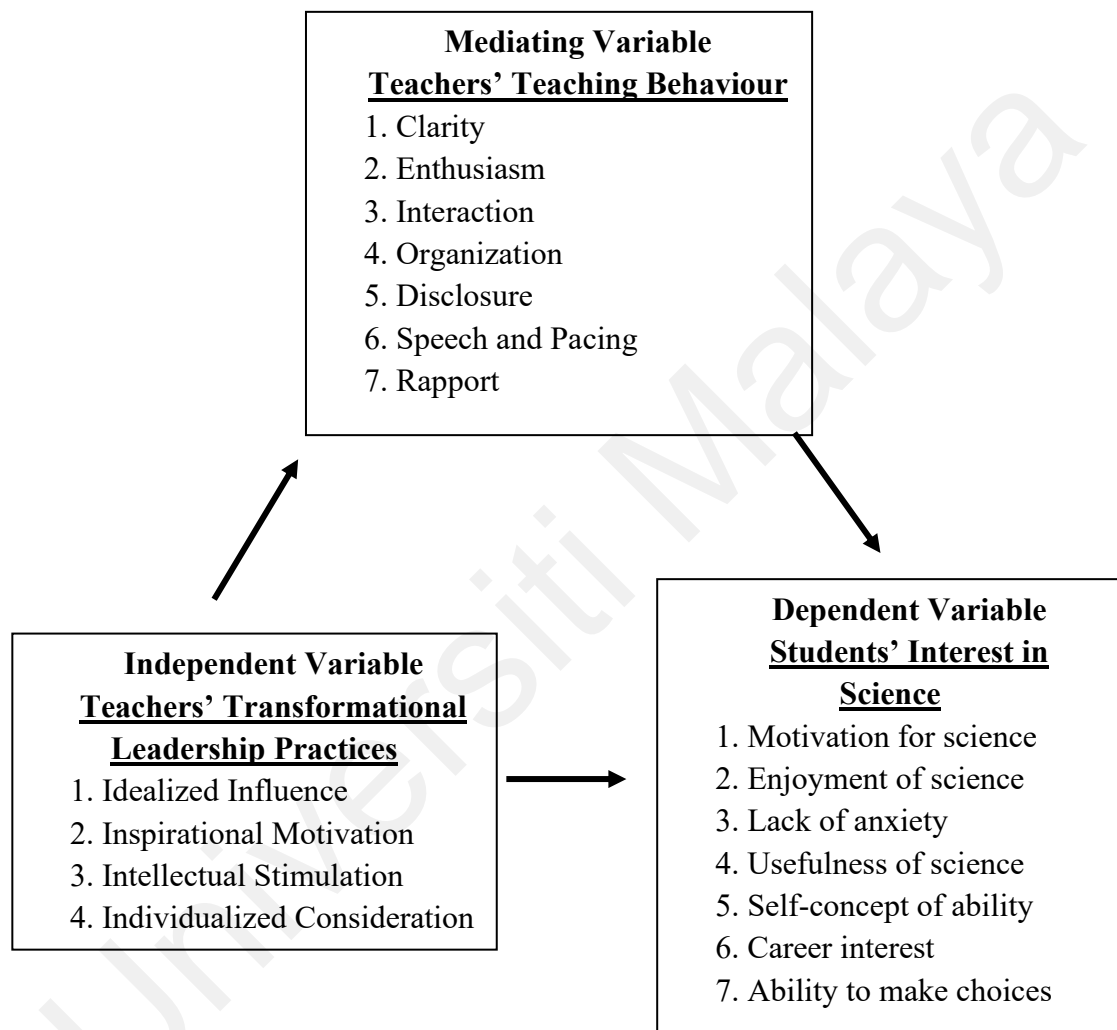 Mediating Variable
Teachers’ Teaching Behaviour
1. Clarity
2. Enthusiasm
3. Interaction
4. Organization
5. Disclosure
6. Speech and Pacing
7. Rapport
Independent Variable
Teachers’ Transformational
Leadership Practices
1. Idealized Influence
2. Inspirational Motivation
3. Intellectual Stimulation
4. Individualized Consideration
Dependent Variable
Students’ Interest in
Science
1. Motivation for science
2. Enjoyment of science
3. Lack of anxiety
4. Usefulness of science
5. Self-concept of ability
6. Career interest
7. Ability to make choices
Universiti Malaya